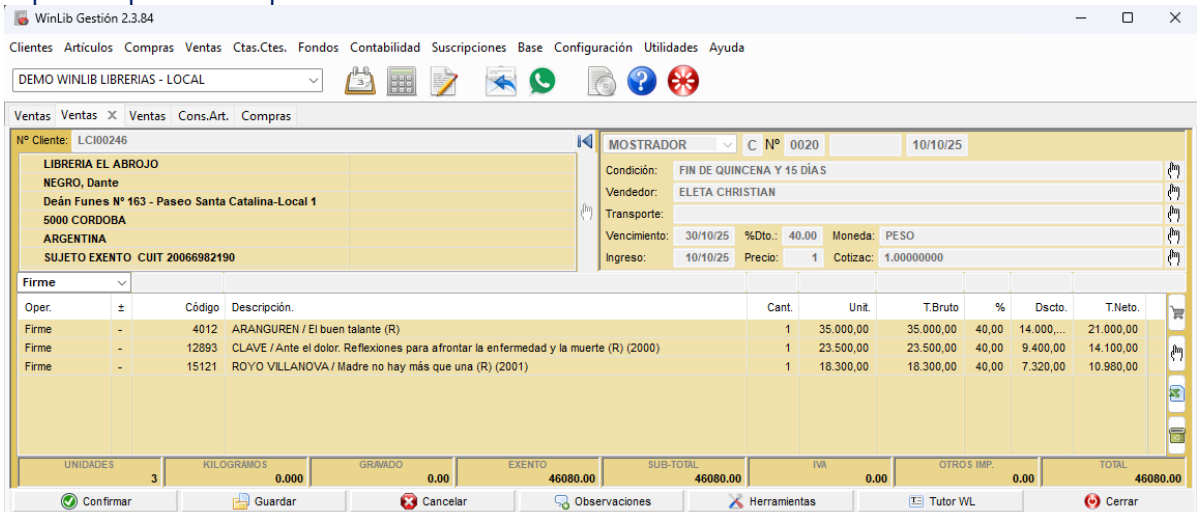 WinLib Gestión 2.3.84
Clientes Artículos Compras Ventas Ctas.Ctes. Fondos Contabilidad Suscripciones Base Configuración Utilidades Ayuda
DEMO WINLIB LIBRERIAS - LOCAL
Ventas Ventas X Ventas Cons.Art. Compras
Nº Cliente: LCI00246
LIBRERIA EL ABROJO
NEGRO, Dante
Deán Funes Nº 163 - Paseo Santa Catalina-Local 1
5000 CORDOBA
ARGENTINA
SUJETO EXENTO CUIT 20066982190
MOSTRADOR C Nº 0020 10/10/25
Condición: FIN DE QUINCENA Y 15 DÍAS
Vendedor: ELETA CHRISTIAN
Transporte:
Vencimiento: 30/10/25 %Dto.: 40.00 Moneda: PESO
Ingreso: 10/10/25 Precio: 1 Cotizac: 1.00000000
Firme
Oper. ± Código Descripción. Cant. Unit. T.Bruto % Dscto. T.Neto.
Firme - 4012 ARANGUREN / El buen talante (R) 1 35.000,00 35.000,00 40,00 14.000,... 21.000,00
Firme - 12893 CLAVE / Ante el dolor. Reflexiones para afrontar la enfermedad y la muerte (R) (2000) 1 23.500,00 23.500,00 40,00 9.400,00 14.100,00
Firme - 15121 ROYO VILLANOVA / Madre no hay más que una (R) (2001) 1 18.300,00 18.300,00 40,00 7.320,00 10.980,00
UNIDADES KILOGRAMOS GRAVADO EXENTO SUB-TOTAL IVA OTROS IMP. TOTAL
3 0.000 0.00 46080.00 46080.00 0.00 0.00 46080.00
Confirmar Guardar Cancelar Observaciones Herramientas Tutor WL Cerrar